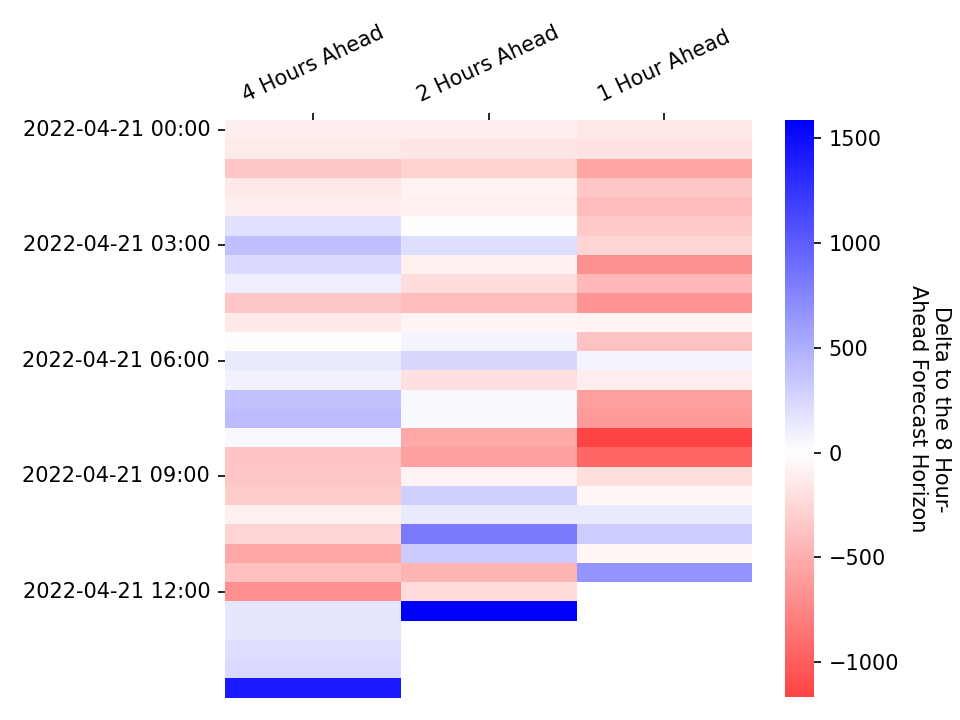 4 Hours Ahead
2 Hours Ahead
1 Hour Ahead
2022-04-21 00:00
2022-04-21 03:00
2022-04-21 06:00
2022-04-21 09:00
2022-04-21 12:00
1500
1000
500
0
−500
−1000
Delta to the 8 Hour-
Ahead Forecast Horizon